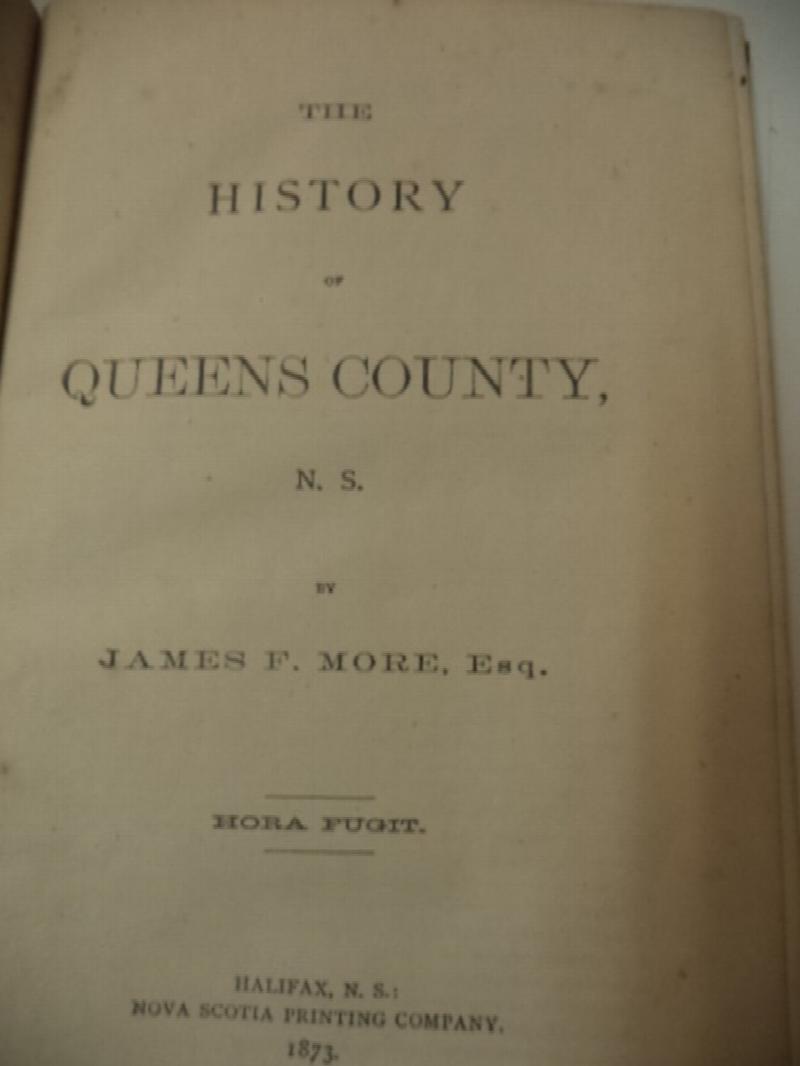 THE
HISTORY
OF
QUEENS COUNTY,
N. S.
BY
JAMES F. MORE, Esq.
HORA FUGIT.
HALIFAX, N. S.:
NOVA SCOTIA PRINTING COMPANY.
1873.